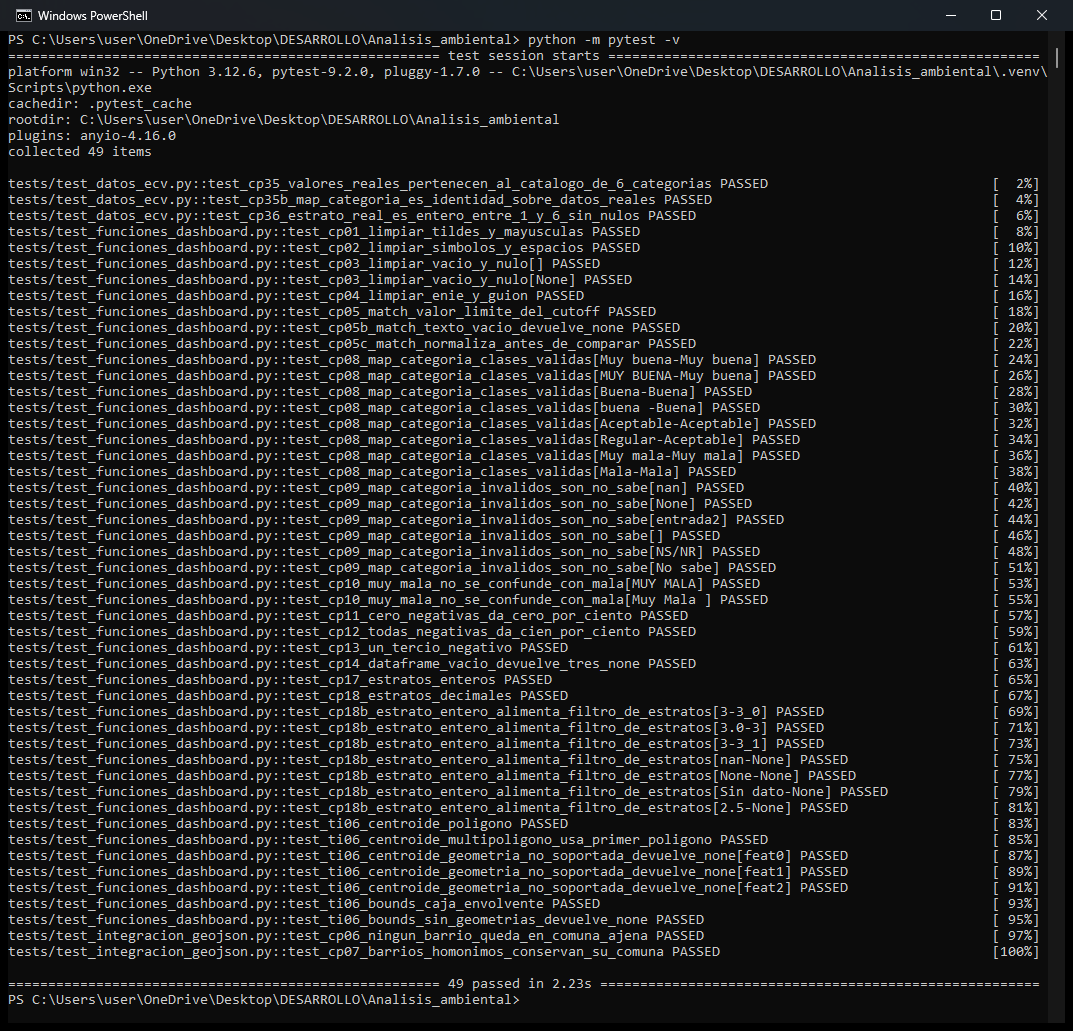 Windows PowerShell
PS C:\Users\user\OneDrive\Desktop\DESARROLLO\Analisis_ambiental> python -m pytest -v
====================================================== test session starts ======================================================
platform win32 -- Python 3.12.6, pytest-9.2.0, pluggy-1.7.0 -- C:\Users\user\OneDrive\Desktop\DESARROLLO\Analisis_ambiental\.venv\
Scripts\python.exe
cachedir: .pytest_cache
rootdir: C:\Users\user\OneDrive\Desktop\DESARROLLO\Analisis_ambiental
plugins: anyio-4.16.0
collected 49 items
tests/test_datos_ecv.py::test_cp35_valores_reales_pertenecen_al_catalogo_de_6_categorias PASSED [  2%]
tests/test_datos_ecv.py::test_cp35b_map_categoria_es_identidad_sobre_datos_reales PASSED [  4%]
tests/test_datos_ecv.py::test_cp36_estrato_real_es_entero_entre_1_y_6_sin_nulos PASSED [  6%]
tests/test_funciones_dashboard.py::test_cp01_limpiar_tildes_y_mayusculas PASSED [  8%]
tests/test_funciones_dashboard.py::test_cp02_limpiar_simbolos_y_espacios PASSED [ 10%]
tests/test_funciones_dashboard.py::test_cp03_limpiar_vacio_y_nulo[] PASSED [ 12%]
tests/test_funciones_dashboard.py::test_cp03_limpiar_vacio_y_nulo[None] PASSED [ 14%]
tests/test_funciones_dashboard.py::test_cp04_limpiar_enie_y_guion PASSED [ 16%]
tests/test_funciones_dashboard.py::test_cp05_match_valor_limite_del_cutoff PASSED [ 18%]
tests/test_funciones_dashboard.py::test_cp05b_match_texto_vacio_devuelve_none PASSED [ 20%]
tests/test_funciones_dashboard.py::test_cp05c_match_normaliza_antes_de_comparar PASSED [ 22%]
tests/test_funciones_dashboard.py::test_cp08_map_categoria_clases_validas[Muy buena-Muy buena] PASSED [ 24%]
tests/test_funciones_dashboard.py::test_cp08_map_categoria_clases_validas[MUY BUENA-Muy buena] PASSED [ 26%]
tests/test_funciones_dashboard.py::test_cp08_map_categoria_clases_validas[Buena-Buena] PASSED [ 28%]
tests/test_funciones_dashboard.py::test_cp08_map_categoria_clases_validas[buena -Buena] PASSED [ 30%]
tests/test_funciones_dashboard.py::test_cp08_map_categoria_clases_validas[Aceptable-Aceptable] PASSED [ 32%]
tests/test_funciones_dashboard.py::test_cp08_map_categoria_clases_validas[Regular-Aceptable] PASSED [ 34%]
tests/test_funciones_dashboard.py::test_cp08_map_categoria_clases_validas[Muy mala-Muy mala] PASSED [ 36%]
tests/test_funciones_dashboard.py::test_cp08_map_categoria_clases_validas[Mala-Mala] PASSED [ 38%]
tests/test_funciones_dashboard.py::test_cp09_map_categoria_invalidos_son_no_sabe[nan] PASSED [ 40%]
tests/test_funciones_dashboard.py::test_cp09_map_categoria_invalidos_son_no_sabe[None] PASSED [ 42%]
tests/test_funciones_dashboard.py::test_cp09_map_categoria_invalidos_son_no_sabe[entrada2] PASSED [ 44%]
tests/test_funciones_dashboard.py::test_cp09_map_categoria_invalidos_son_no_sabe[] PASSED [ 46%]
tests/test_funciones_dashboard.py::test_cp09_map_categoria_invalidos_son_no_sabe[NS/NR] PASSED [ 48%]
tests/test_funciones_dashboard.py::test_cp09_map_categoria_invalidos_son_no_sabe[No sabe] PASSED [ 51%]
tests/test_funciones_dashboard.py::test_cp10_muy_mala_no_se_confunde_con_mala[MUY MALA] PASSED [ 53%]
tests/test_funciones_dashboard.py::test_cp10_muy_mala_no_se_confunde_con_mala[Muy Mala ] PASSED [ 55%]
tests/test_funciones_dashboard.py::test_cp11_cero_negativas_da_cero_por_ciento PASSED [ 57%]
tests/test_funciones_dashboard.py::test_cp12_todas_negativas_da_cien_por_ciento PASSED [ 59%]
tests/test_funciones_dashboard.py::test_cp13_un_tercio_negativo PASSED [ 61%]
tests/test_funciones_dashboard.py::test_cp14_dataframe_vacio_devuelve_tres_none PASSED [ 63%]
tests/test_funciones_dashboard.py::test_cp17_estratos_enteros PASSED [ 65%]
tests/test_funciones_dashboard.py::test_cp18_estratos_decimales PASSED [ 67%]
tests/test_funciones_dashboard.py::test_cp18b_estrato_entero_alimenta_filtro_de_estratos[3-3_0] PASSED [ 69%]
tests/test_funciones_dashboard.py::test_cp18b_estrato_entero_alimenta_filtro_de_estratos[3.0-3] PASSED [ 71%]
tests/test_funciones_dashboard.py::test_cp18b_estrato_entero_alimenta_filtro_de_estratos[3-3_1] PASSED [ 73%]
tests/test_funciones_dashboard.py::test_cp18b_estrato_entero_alimenta_filtro_de_estratos[nan-None] PASSED [ 75%]
tests/test_funciones_dashboard.py::test_cp18b_estrato_entero_alimenta_filtro_de_estratos[None-None] PASSED [ 77%]
tests/test_funciones_dashboard.py::test_cp18b_estrato_entero_alimenta_filtro_de_estratos[Sin dato-None] PASSED [ 79%]
tests/test_funciones_dashboard.py::test_cp18b_estrato_entero_alimenta_filtro_de_estratos[2.5-None] PASSED [ 81%]
tests/test_funciones_dashboard.py::test_ti06_centroide_poligono PASSED [ 83%]
tests/test_funciones_dashboard.py::test_ti06_centroide_multipoligono_usa_primer_poligono PASSED [ 85%]
tests/test_funciones_dashboard.py::test_ti06_centroide_geometria_no_soportada_devuelve_none[feat0] PASSED [ 87%]
tests/test_funciones_dashboard.py::test_ti06_centroide_geometria_no_soportada_devuelve_none[feat1] PASSED [ 89%]
tests/test_funciones_dashboard.py::test_ti06_centroide_geometria_no_soportada_devuelve_none[feat2] PASSED [ 91%]
tests/test_funciones_dashboard.py::test_ti06_bounds_caja_envolvente PASSED [ 93%]
tests/test_funciones_dashboard.py::test_ti06_bounds_sin_geometrias_devuelve_none PASSED [ 95%]
tests/test_integracion_geojson.py::test_cp06_ningun_barrio_queda_en_comuna_ajena PASSED [ 97%]
tests/test_integracion_geojson.py::test_cp07_barrios_homonimos_conservan_su_comuna PASSED [100%]
====================================================== 49 passed in 2.23s =======================================================
PS C:\Users\user\OneDrive\Desktop\DESARROLLO\Analisis_ambiental>